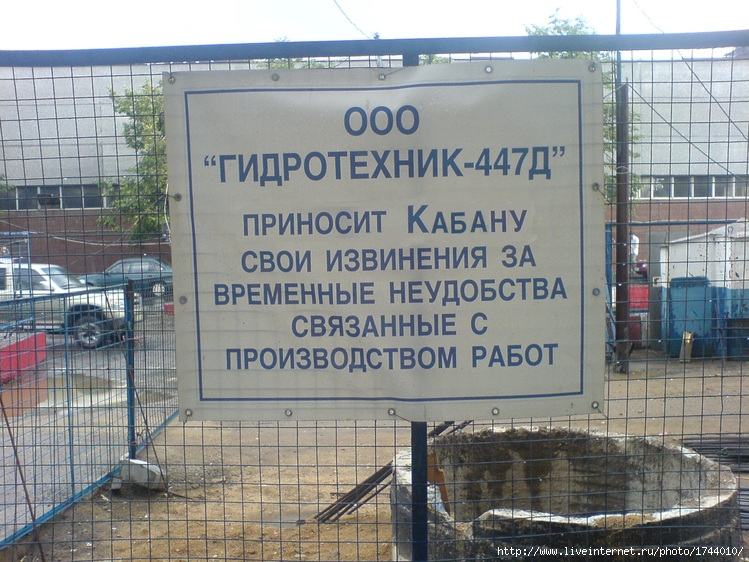 ООО
“ГИДРОТЕХНИК-447Д”
ПРИНОСИТ КАБАНУ
СВОИ ИЗВИНЕНИЯ ЗА
ВРЕМЕННЫЕ НЕУДОБСТВА
СВЯЗАННЫЕ С
ПРОИЗВОДСТВОМ РАБОТ
http://www.liveinternet.ru/photo/1744010/